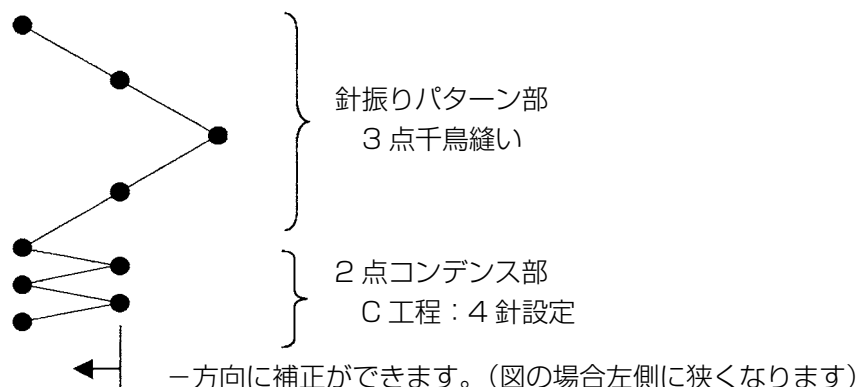 針振りパターン部
３点千鳥縫い
２点コンデンス部
Ｃ工程：４針設定
－方向に補正ができます。（図の場合左側に狭くなります）